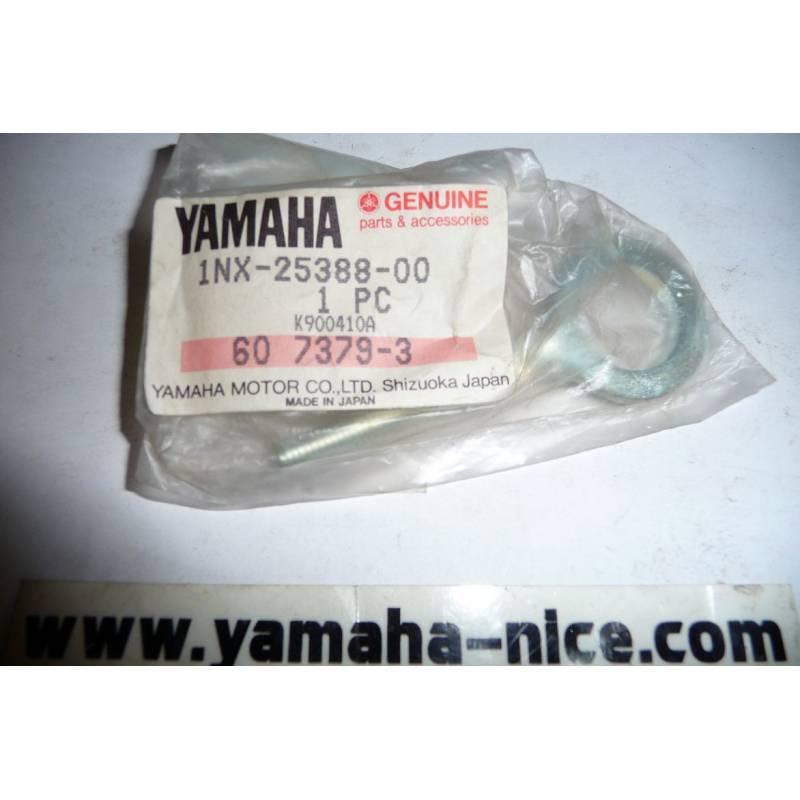 YAMAHA GENUINE
parts & accessories
1NX-25388-00
1 PC
K900410A
60 7379-3
YAMAHA MOTOR CO.,LTD. Shizuoka Japan
MADE IN JAPAN
www.yamaha-nice.com